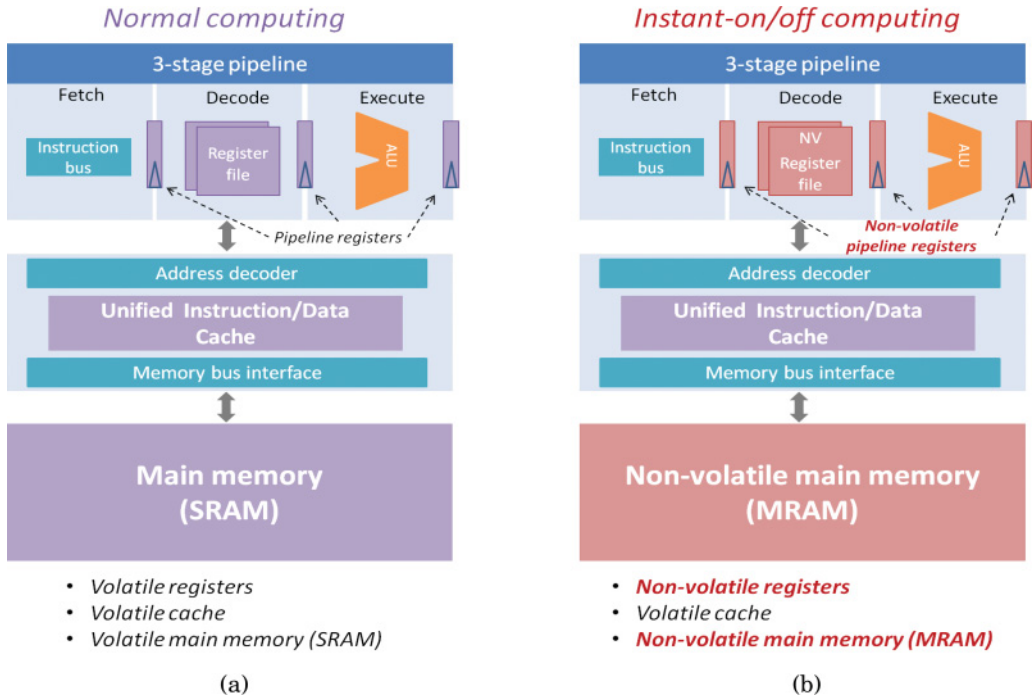 Normal computing
3-stage pipeline
Fetch
Decode
Execute
Instruction
bus
Register
file
ALU
Pipeline registers
Address decoder
Unified Instruction/Data
Cache
Memory bus interface
Main memory
(SRAM)
• Volatile registers
• Volatile cache
• Volatile main memory (SRAM)
(a)
Instant-on/off computing
3-stage pipeline
Fetch
Decode
Execute
Instruction
bus
NV
Register
file
ALU
Non-volatile
pipeline registers
Address decoder
Unified Instruction/Data
Cache
Memory bus interface
Non-volatile main memory
(MRAM)
• Non-volatile registers
• Volatile cache
• Non-volatile main memory (MRAM)
(b)